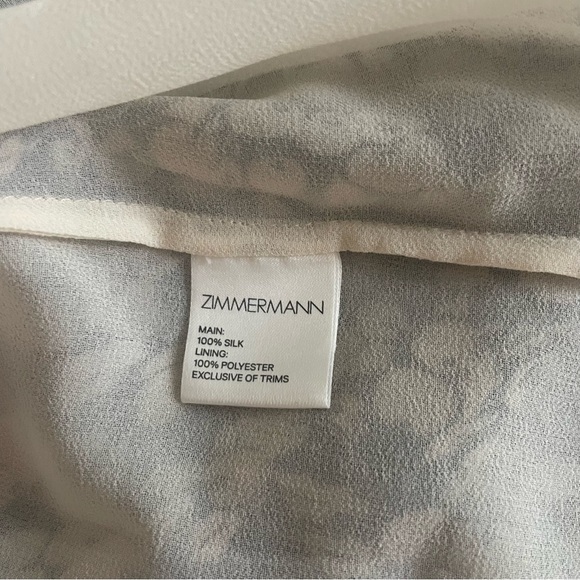 ZIMMERMANN
MAIN:
100% SILK
LINING:
100% POLYESTER
EXCLUSIVE OF TRIMS